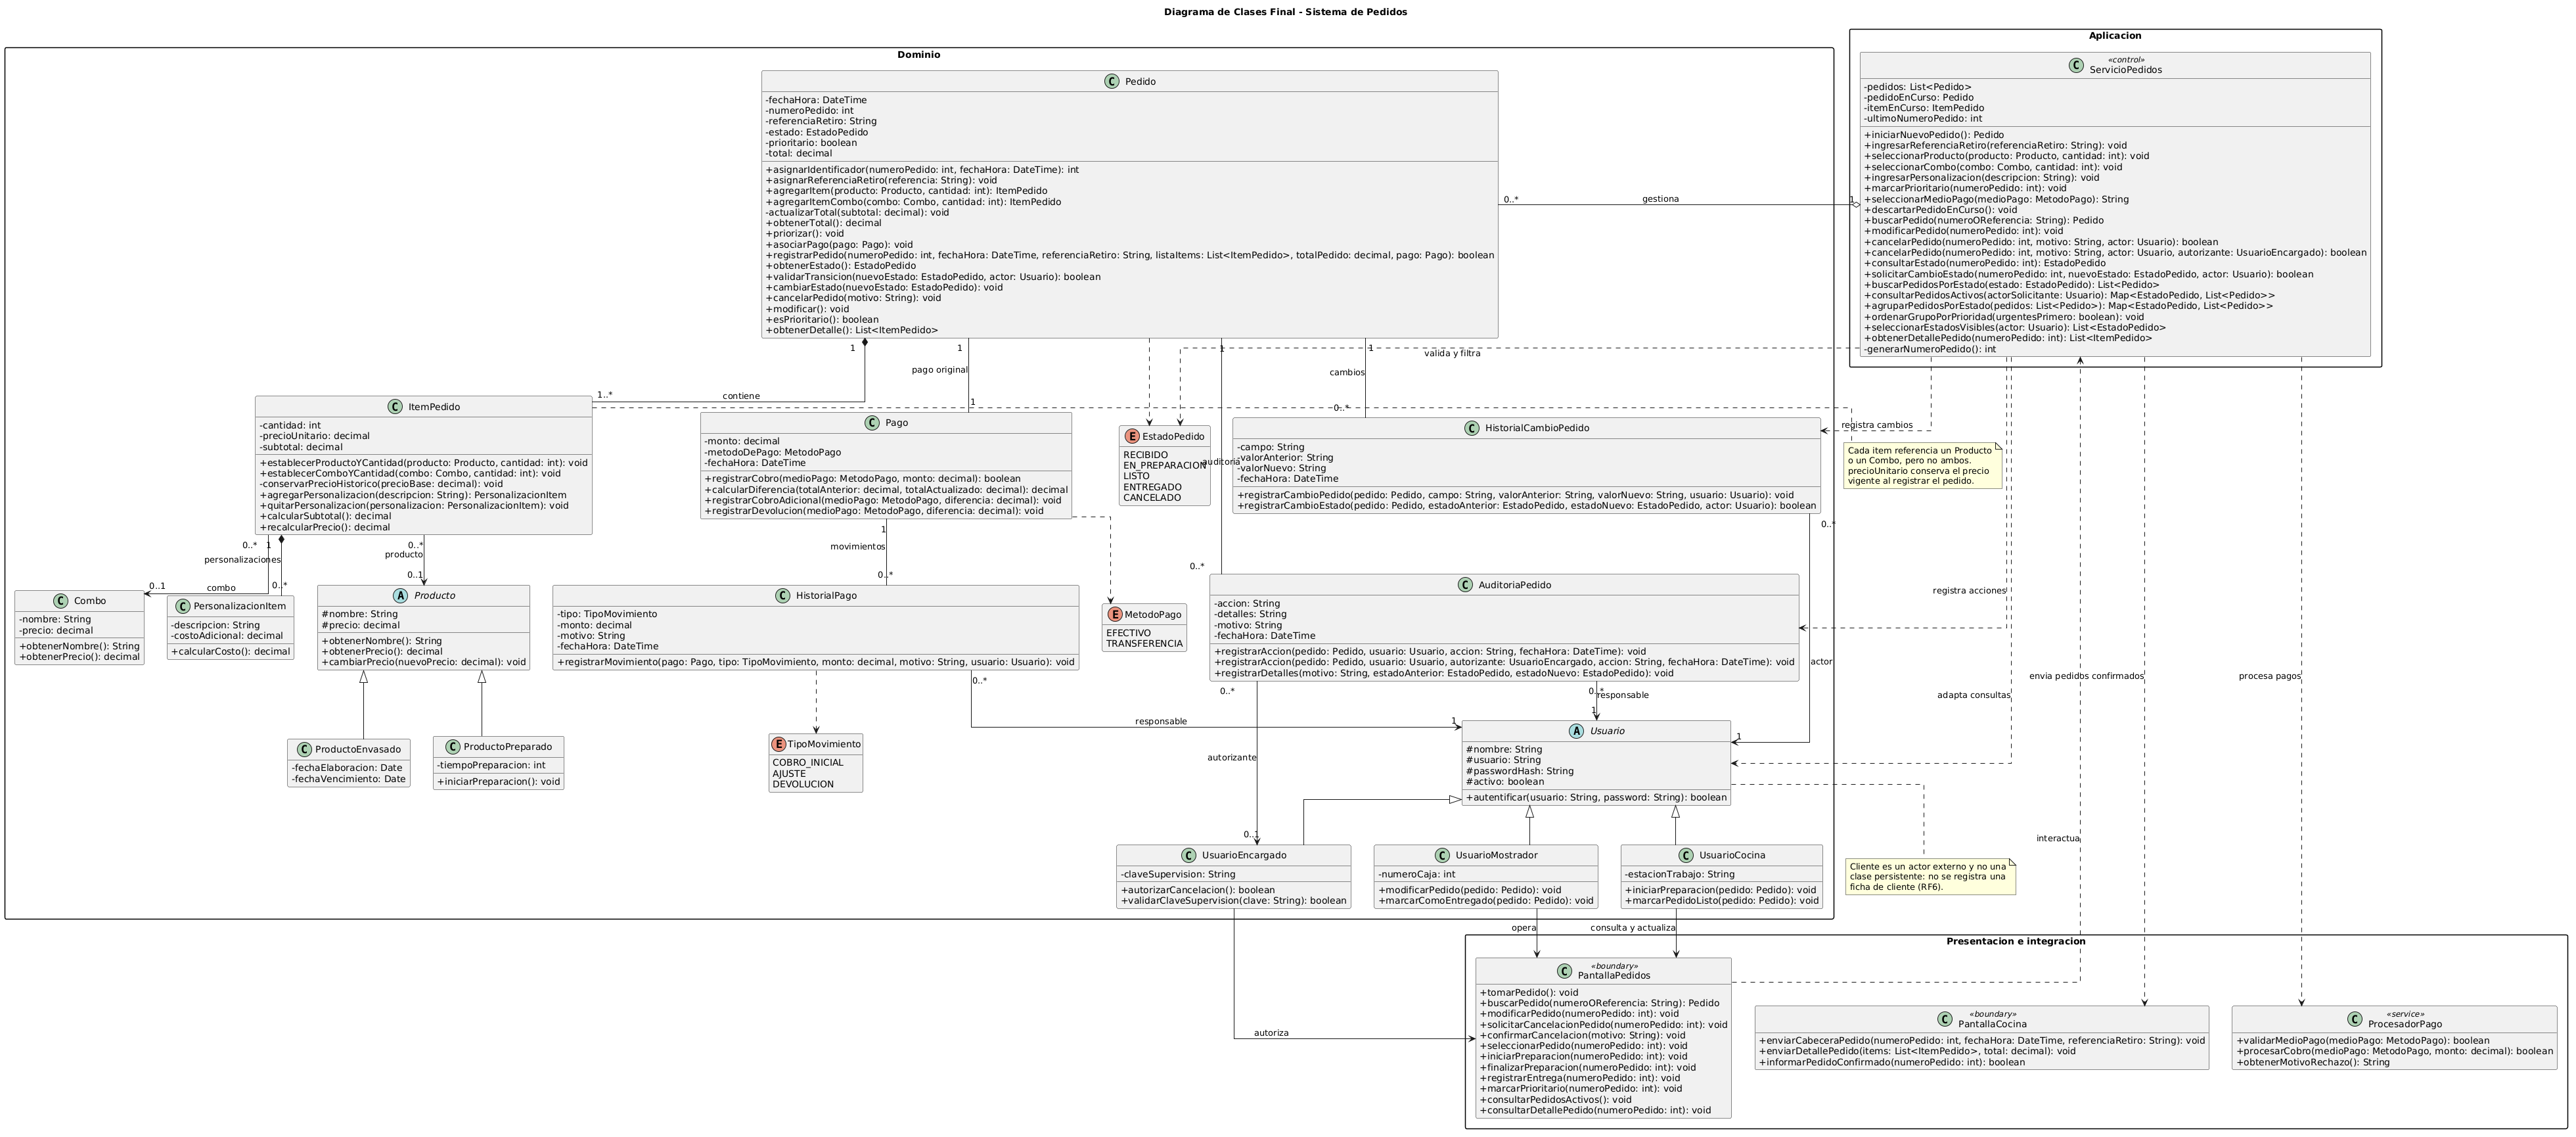 Diagrama de Clases Final - Sistema de Pedidos
Dominio
Pedido
-fechaHora: DateTime
-numeroPedido: int
-referenciaRetiro: String
-estado: EstadoPedido
-prioritario: boolean
-total: decimal
+asignarIdentificador(numeroPedido: int, fechaHora: DateTime): int
+asignarReferenciaRetiro(referencia: String): void
+agregarItem(producto: Producto, cantidad: int): ItemPedido
+agregarItemCombo(combo: Combo, cantidad: int): ItemPedido
-actualizarTotal(subtotal: decimal): void
+obtenerTotal(): decimal
+priorizar(): void
+asociarPago(pago: Pago): void
+registrarPedido(numeroPedido: int, fechaHora: DateTime, referenciaRetiro: String, listaItems: List<ItemPedido>, totalPedido: decimal, pago: Pago): boolean
+obtenerEstado(): EstadoPedido
+validarTransicion(nuevoEstado: EstadoPedido, actor: Usuario): boolean
+cambiarEstado(nuevoEstado: EstadoPedido): void
+cancelarPedido(motivo: String): void
+modificar(): void
+esPrioritario(): boolean
+obtenerDetalle(): List<ItemPedido>
0..*
gestiona
1
Aplicacion
«control»
ServicioPedidos
-pedidos: List<Pedido>
-pedidoEnCurso: Pedido
-itemEnCurso: ItemPedido
-ultimoNumeroPedido: int
+iniciarNuevoPedido(): Pedido
+ingresarReferenciaRetiro(referenciaRetiro: String): void
+seleccionarProducto(producto: Producto, cantidad: int): void
+seleccionarCombo(combo: Combo, cantidad: int): void
+ingresarPersonalizacion(descripcion: String): void
+marcarPrioritario(numeroPedido: int): void
+seleccionarMedioPago(medioPago: MetodoPago): String
+descartarPedidoEnCurso(): void
+buscarPedido(numeroOReferencia: String): Pedido
+modificarPedido(numeroPedido: int): void
+cancelarPedido(numeroPedido: int, motivo: String, actor: Usuario): boolean
+cancelarPedido(numeroPedido: int, motivo: String, actor: Usuario, autorizante: UsuarioEncargado): boolean
+consultarEstado(numeroPedido: int): EstadoPedido
+solicitarCambioEstado(numeroPedido: int, nuevoEstado: EstadoPedido, actor: Usuario): boolean
+buscarPedidosPorEstado(estado: EstadoPedido): List<Pedido>
+consultarPedidosActivos(actorSolicitante: Usuario): Map<EstadoPedido, List<Pedido>>
+agruparPedidosPorEstado(pedidos: List<Pedido>): Map<EstadoPedido, List<Pedido>>
+ordenarGrupoPorPrioridad(urgentesPrimero: boolean): void
+seleccionarEstadosVisibles(actor: Usuario): List<EstadoPedido>
+obtenerDetallePedido(numeroPedido: int): List<ItemPedido>
-generarNumeroPedido(): int
1
1
1
1
valida y filtra
pago original
cambios
1..*
contiene
1
0..*
ItemPedido
-cantidad: int
-precioUnitario: decimal
-subtotal: decimal
+establecerProductoYCantidad(producto: Producto, cantidad: int): void
+establecerComboYCantidad(combo: Combo, cantidad: int): void
-conservarPrecioHistorico(precioBase: decimal): void
+agregarPersonalizacion(descripcion: String): PersonalizacionItem
+quitarPersonalizacion(personalizacion: PersonalizacionItem): void
+calcularSubtotal(): decimal
+recalcularPrecio(): decimal
Pago
-monto: decimal
-metodoDePago: MetodoPago
-fechaHora: DateTime
+registrarCobro(medioPago: MetodoPago, monto: decimal): boolean
+calcularDiferencia(totalAnterior: decimal, totalActualizado: decimal): decimal
+registrarCobroAdicional(medioPago: MetodoPago, diferencia: decimal): void
+registrarDevolucion(medioPago: MetodoPago, diferencia: decimal): void
EstadoPedido
RECIBIDO
EN_PREPARACION
LISTO
ENTREGADO
CANCELADO
auditoria
HistorialCambioPedido
-campo: String
-valorAnterior: String
-valorNuevo: String
-fechaHora: DateTime
+registrarCambioPedido(pedido: Pedido, campo: String, valorAnterior: String, valorNuevo: String, usuario: Usuario): void
+registrarCambioEstado(pedido: Pedido, estadoAnterior: EstadoPedido, estadoNuevo: EstadoPedido, actor: Usuario): boolean
registra cambios
Cada item referencia un Producto
o un Combo, pero no ambos.
precioUnitario conserva el precio
vigente al registrar el pedido.
0..*
0..*
1
personalizaciones
0..*
producto
1
movimientos
0..1
combo
0..*
0..1
0..*
0..*
Combo
-nombre: String
-precio: decimal
+obtenerNombre(): String
+obtenerPrecio(): decimal
PersonalizacionItem
-descripcion: String
-costoAdicional: decimal
+calcularCosto(): decimal
Producto
#nombre: String
#precio: decimal
+obtenerNombre(): String
+obtenerPrecio(): decimal
+cambiarPrecio(nuevoPrecio: decimal): void
HistorialPago
-tipo: TipoMovimiento
-monto: decimal
-motivo: String
-fechaHora: DateTime
+registrarMovimiento(pago: Pago, tipo: TipoMovimiento, monto: decimal, motivo: String, usuario: Usuario): void
MetodoPago
EFECTIVO
TRANSFERENCIA
AuditoriaPedido
-accion: String
-detalles: String
-motivo: String
-fechaHora: DateTime
+registrarAccion(pedido: Pedido, usuario: Usuario, accion: String, fechaHora: DateTime): void
+registrarAccion(pedido: Pedido, usuario: Usuario, autorizante: UsuarioEncargado, accion: String, fechaHora: DateTime): void
+registrarDetalles(motivo: String, estadoAnterior: EstadoPedido, estadoNuevo: EstadoPedido): void
registra acciones
actor
0..*
0..*
0..*
responsable
adapta consultas
envia pedidos confirmados
procesa pagos
responsable
1
1
1
ProductoEnvasado
-fechaElaboracion: Date
-fechaVencimiento: Date
ProductoPreparado
-tiempoPreparacion: int
+iniciarPreparacion(): void
TipoMovimiento
COBRO_INICIAL
AJUSTE
DEVOLUCION
autorizante
0..1
Usuario
#nombre: String
#usuario: String
#passwordHash: String
#activo: boolean
+autentificar(usuario: String, password: String): boolean
interactua
UsuarioEncargado
-claveSupervision: String
+autorizarCancelacion(): boolean
+validarClaveSupervision(clave: String): boolean
UsuarioMostrador
-numeroCaja: int
+modificarPedido(pedido: Pedido): void
+marcarComoEntregado(pedido: Pedido): void
UsuarioCocina
-estacionTrabajo: String
+iniciarPreparacion(pedido: Pedido): void
+marcarPedidoListo(pedido: Pedido): void
Cliente es un actor externo y no una
clase persistente: no se registra una
ficha de cliente (RF6).
opera
consulta y actualiza
autoriza
Presentacion e integracion
«boundary»
PantallaPedidos
+tomarPedido(): void
+buscarPedido(numeroOReferencia: String): Pedido
+modificarPedido(numeroPedido: int): void
+solicitarCancelacionPedido(numeroPedido: int): void
+confirmarCancelacion(motivo: String): void
+seleccionarPedido(numeroPedido: int): void
+iniciarPreparacion(numeroPedido: int): void
+finalizarPreparacion(numeroPedido: int): void
+registrarEntrega(numeroPedido: int): void
+marcarPrioritario(numeroPedido: int): void
+consultarPedidosActivos(): void
+consultarDetallePedido(numeroPedido: int): void
«boundary»
PantallaCocina
+enviarCabeceraPedido(numeroPedido: int, fechaHora: DateTime, referenciaRetiro: String): void
+enviarDetallePedido(items: List<ItemPedido>, total: decimal): void
+informarPedidoConfirmado(numeroPedido: int): boolean
«service»
ProcesadorPago
+validarMedioPago(medioPago: MetodoPago): boolean
+procesarCobro(medioPago: MetodoPago, monto: decimal): boolean
+obtenerMotivoRechazo(): String